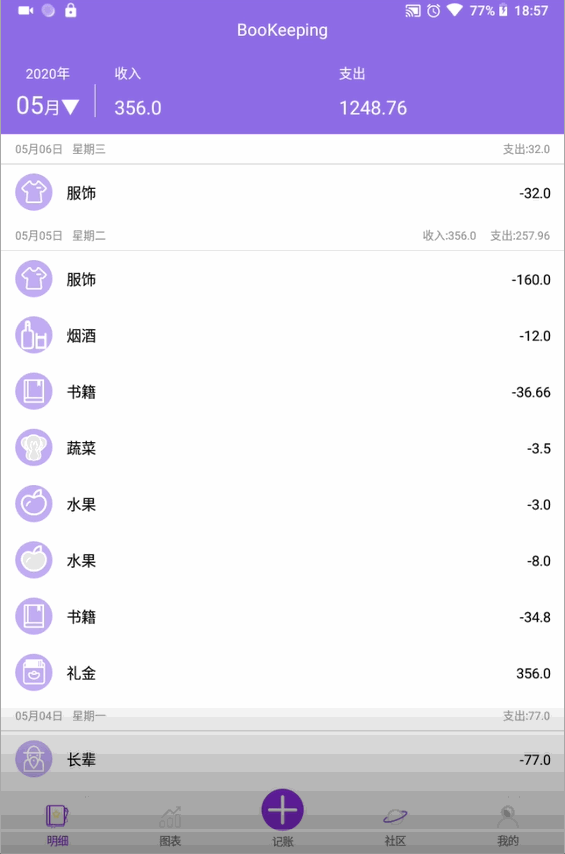 77% 18:57
BooKeeping
2020年 收入 支出
05月▼ 356.0 1248.76
05月06日 星期三 支出:32.0
服饰 -32.0
05月05日 星期二 收入:356.0 支出:257.96
服饰 -160.0
烟酒 -12.0
书籍 -36.66
蔬菜 -3.5
水果 -3.0
水果 -8.0
书籍 -34.8
礼金 356.0
05月04日 星期一 支出:77.0
长辈 -77.0
明细 图表 记账 社区 我的